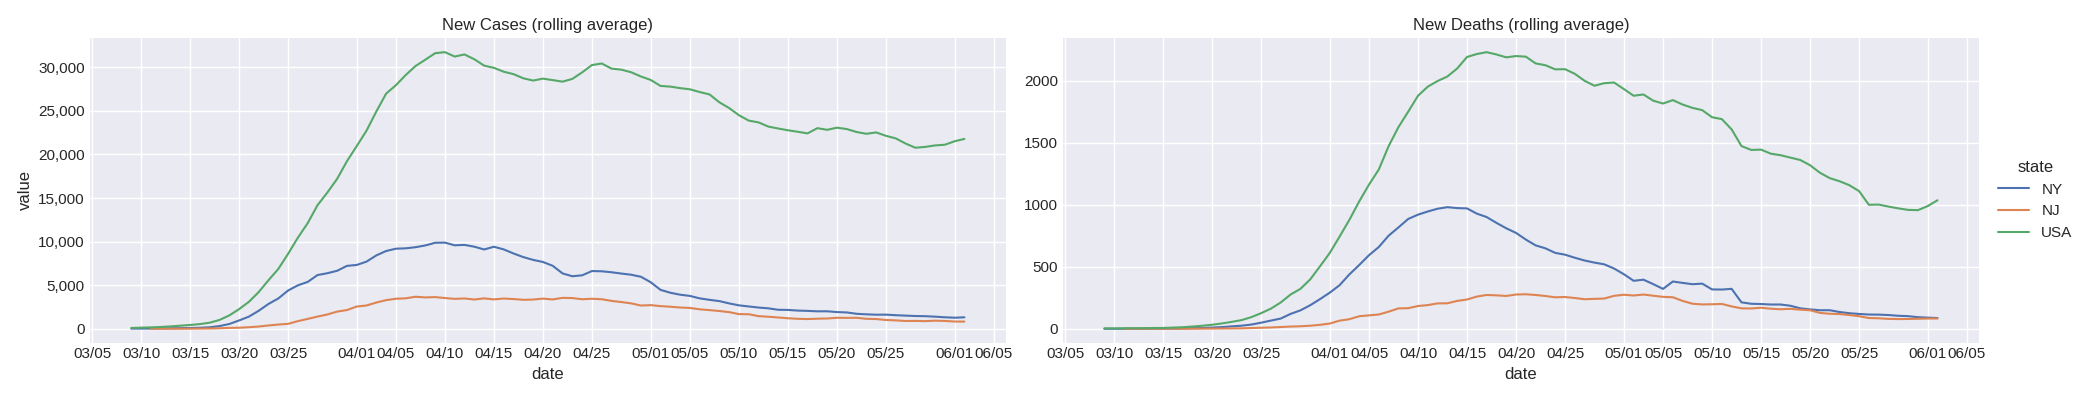 New Cases (rolling average)
value
30,000
25,000
20,000
15,000
10,000
5,000
0
03/05 03/10 03/15 03/20 03/25 04/01 04/05 04/10 04/15 04/20 04/25 05/01 05/05 05/10 05/15 05/20 05/25 06/01 06/05
date
New Deaths (rolling average)
2000
1500
1000
500
0
03/05 03/10 03/15 03/20 03/25 04/01 04/05 04/10 04/15 04/20 04/25 05/01 05/05 05/10 05/15 05/20 05/25 06/01 06/05
date
state
NY
NJ
USA